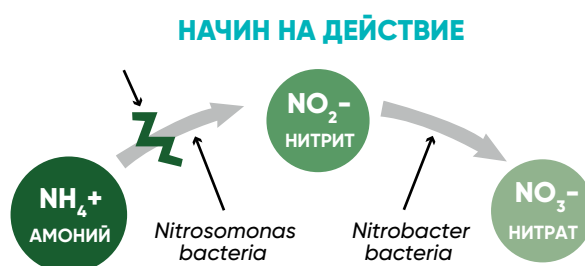 НАЧИН НА ДЕЙСТВИЕ
NO₂−
НИТРИТ
NH₄+
АМОНИЙ
Nitrosomonas
bacteria
Nitrobacter
bacteria
NO₃−
НИТРАТ